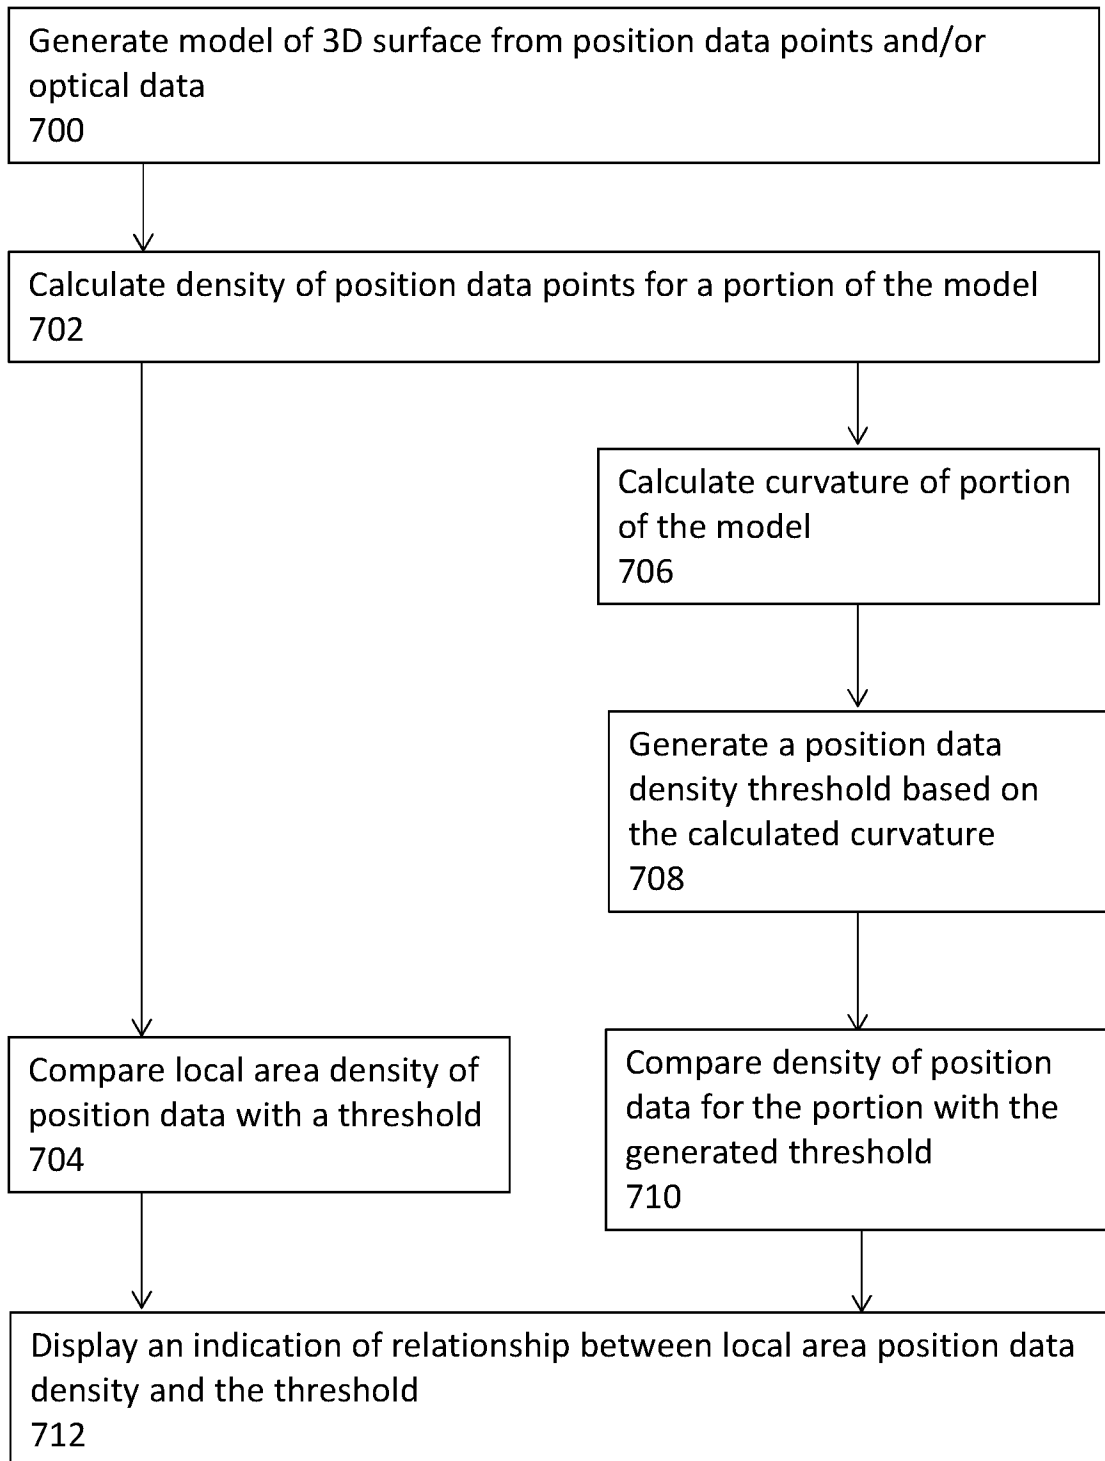 Generate model of 3D surface from position data points and/or
optical data
700
Calculate density of position data points for a portion of the model
702
Calculate curvature of portion
of the model
706
Generate a position data
density threshold based on
the calculated curvature
708
Compare local area density of
position data with a threshold
704
Compare density of position
data for the portion with the
generated threshold
710
Display an indication of relationship between local area position data
density and the threshold
712